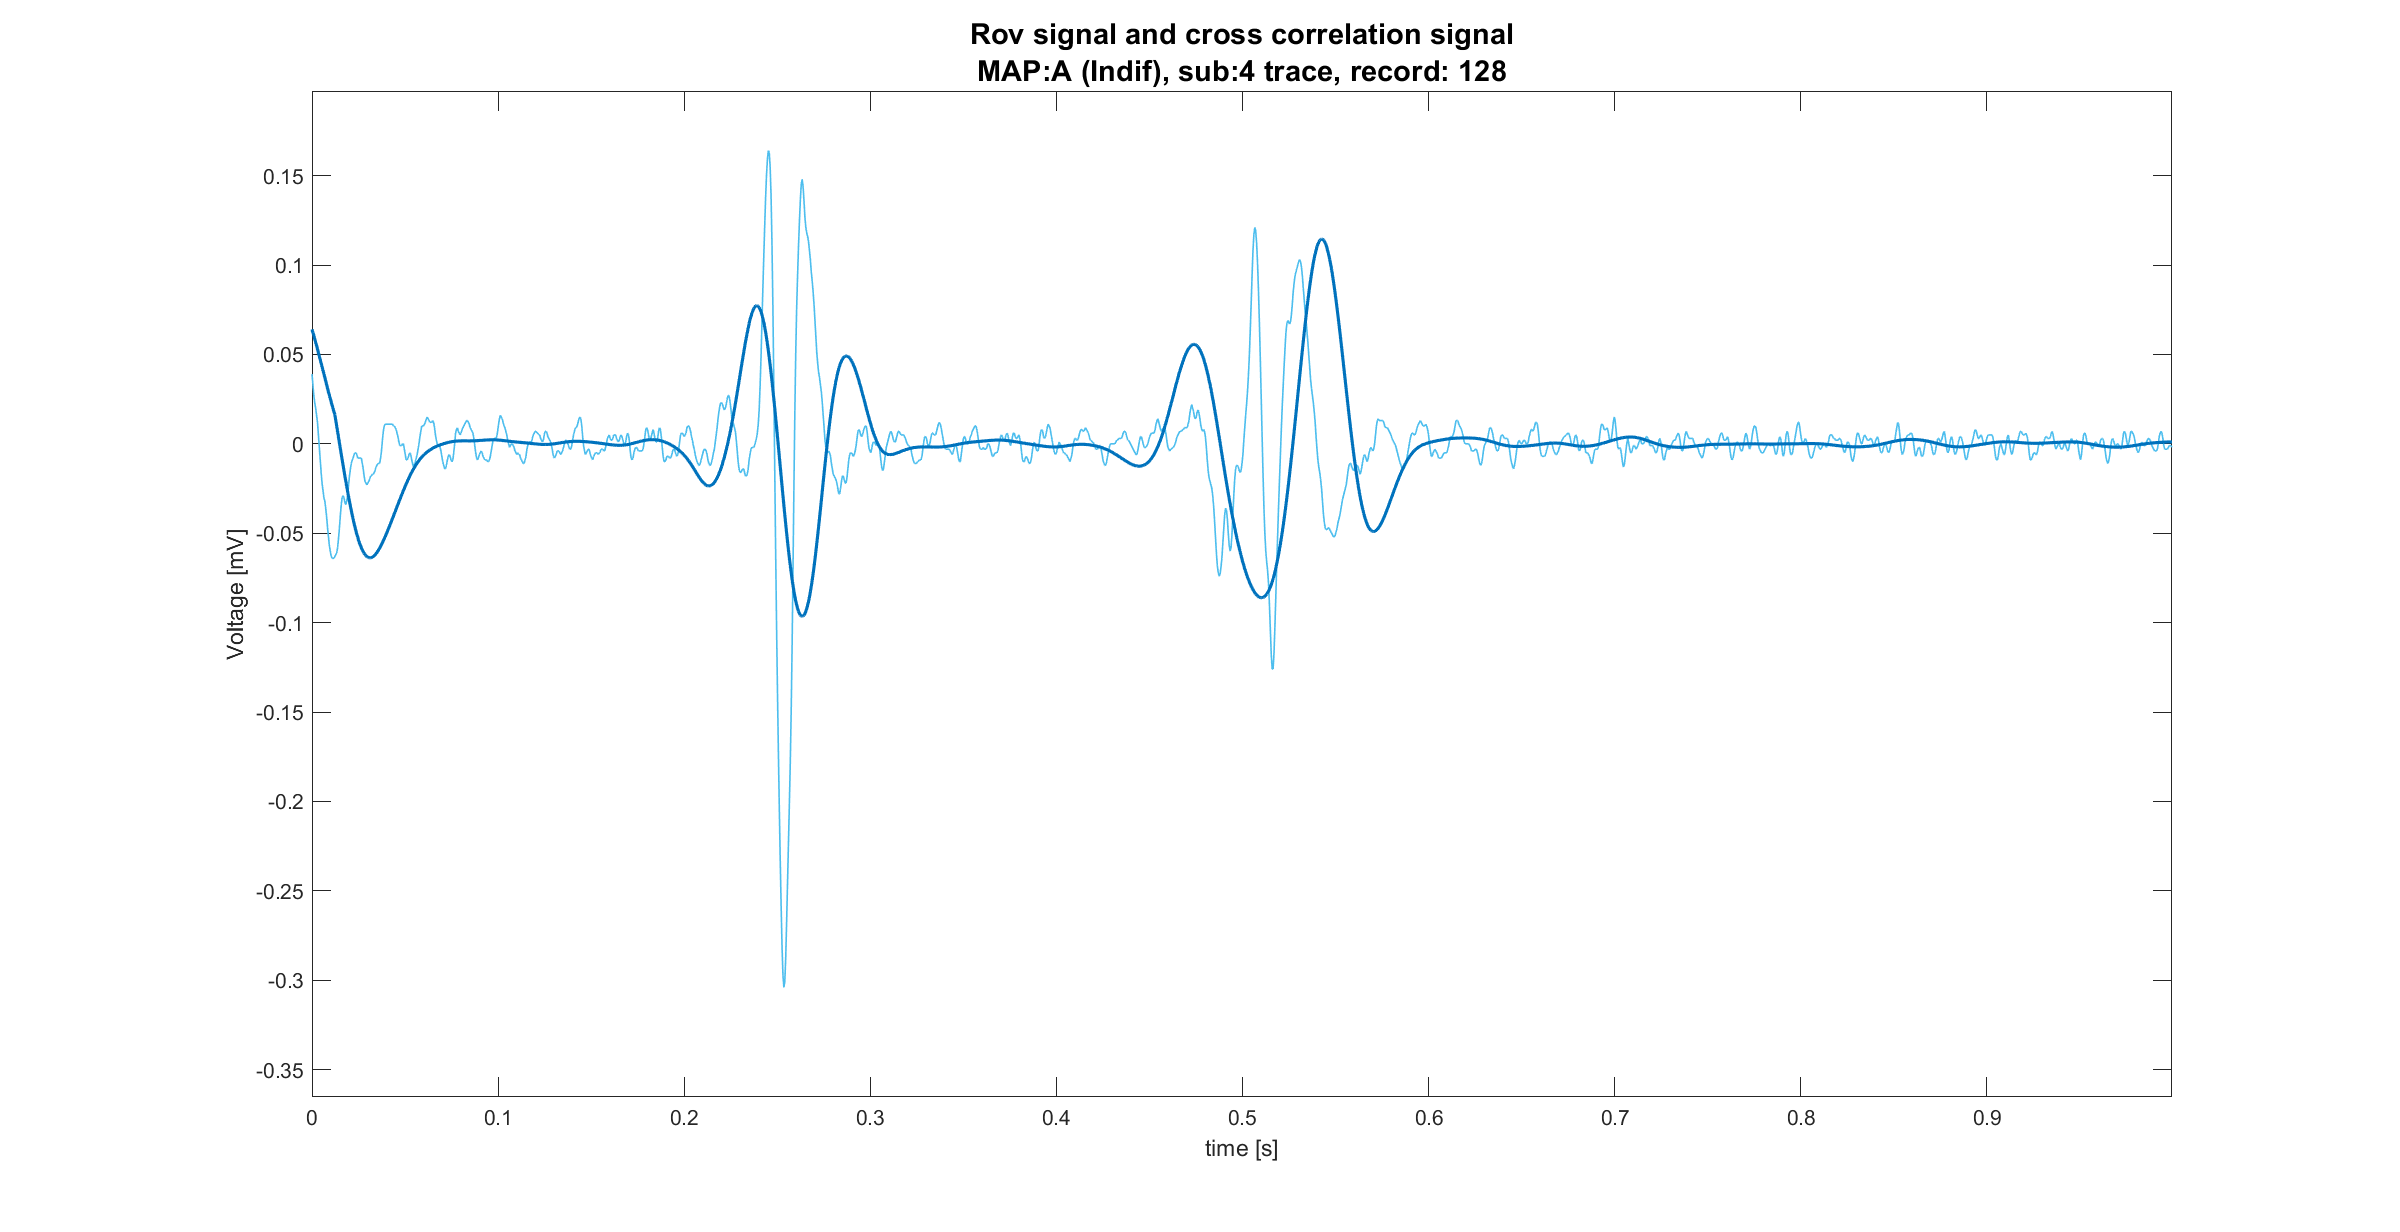 Rov signal and cross correlation signal
MAP:A (Indif), sub:4 trace, record: 128
0.15
0.1
0.05
0
-0.05
-0.1
-0.15
-0.2
-0.25
-0.3
-0.35
Voltage [mV]
0 0.1 0.2 0.3 0.4 0.5 0.6 0.7 0.8 0.9
time [s]